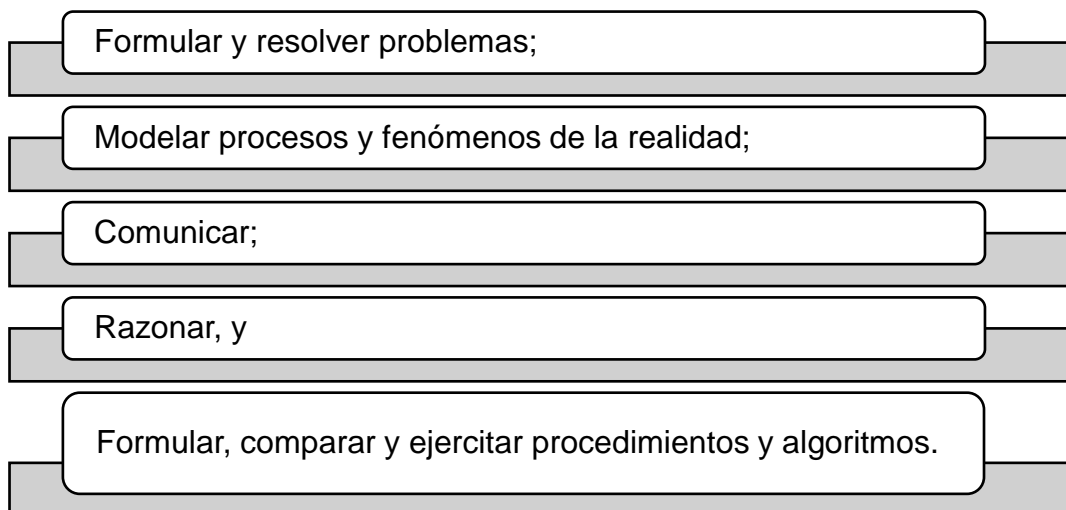 Formular y resolver problemas;
Modelar procesos y fenómenos de la realidad;
Comunicar;
Razonar, y
Formular, comparar y ejercitar procedimientos y algoritmos.